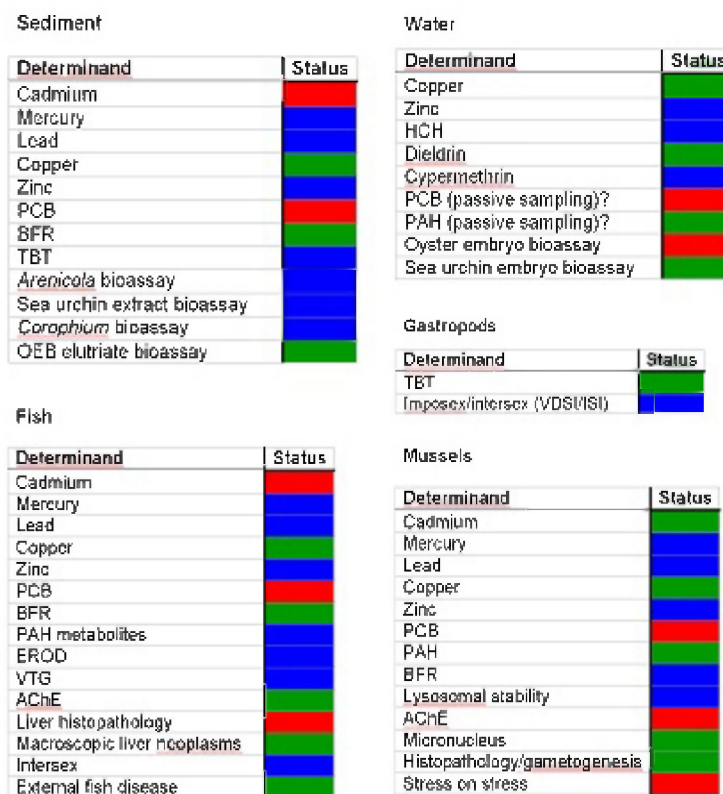 Sediment
Determinand Status
Cadmium
Mercury
Lead
Copper
Zinc
PCB
BFR
TBT
Arenicola bioassay
Sea urchin extract bioassay
Corophium bioassay
OEB elutriate bioassay
Fish
Determinand Status
Cadmium
Mercury
Lead
Copper
Zinc
PCB
BFR
PAH metabolites
EROD
VTG
AChE
Liver histopathology
Macroscopic liver neoplasms
Intersex
External fish disease
Water
Determinand Status
Copper
Zinc
HCH
Dieldrin
Cypermethrin
PCB (passive sampling)?
PAH (passive sampling)?
Oyster embryo bioassay
Sea urchin embryo bioassay
Gastropods
Determinand Status
TBT
Imposex/intersex (VDSI/ISI)
Mussels
Determinand Status
Cadmium
Mercury
Lead
Copper
Zinc
PCB
PAH
BFR
Lysosomal stability
AChE
Micronucleus
Histopathology/gametogenesis
Stress on stress